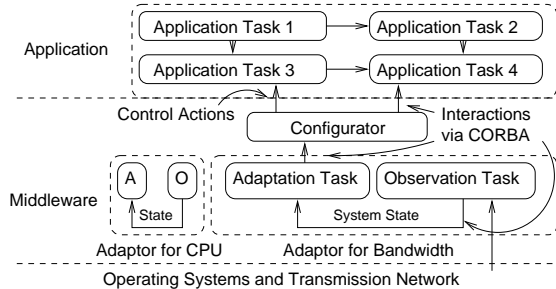 Application
Application Task 1
Application Task 2
Application Task 3
Application Task 4
Control Actions
Interactions
via CORBA
Configurator
Middleware
A
O
State
Adaptation Task
Observation Task
System State
Adaptor for CPU
Adaptor for Bandwidth
Operating Systems and Transmission Network